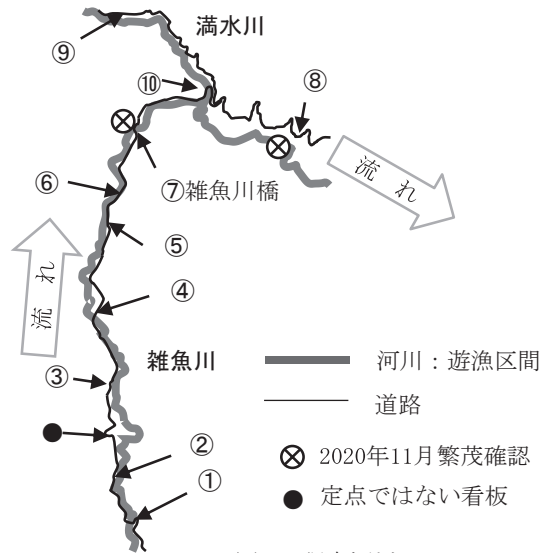 満水川
⑨
⑩
⑧
⑥
⑦雑魚川橋
流れ
⑤
流れ
④
雑魚川
河川：遊漁区間
③
道路
②
2020年11月繁茂確認
①
定点ではない看板